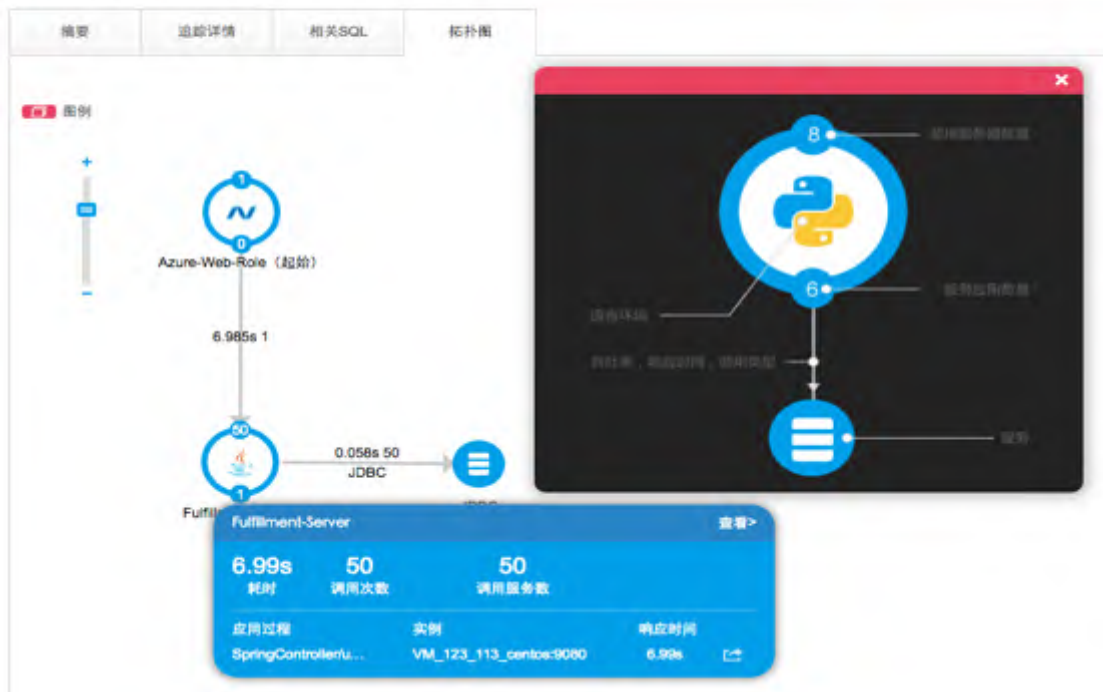 摘要
追踪详情
相关SQL
拓扑图
图例
+
−
1
0
Azure-Web-Role（起始）
6.985s 1
50
1
0.058s 50
JDBC
8
6
Fulfillment-Server
查看>
6.99s
50
50
耗时
调用次数
调用服务数
应用过程
实例
响应时间
SpringController/u...
VM_123_113_centos:9080
6.99s